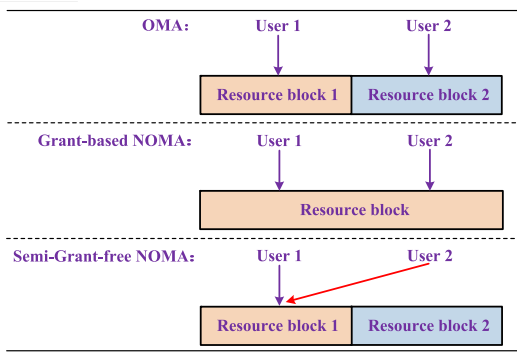 OMA: User 1 User 2
Resource block 1 Resource block 2
Grant-based NOMA: User 1 User 2
Resource block
Semi-Grant-free NOMA: User 1 User 2
Resource block 1 Resource block 2